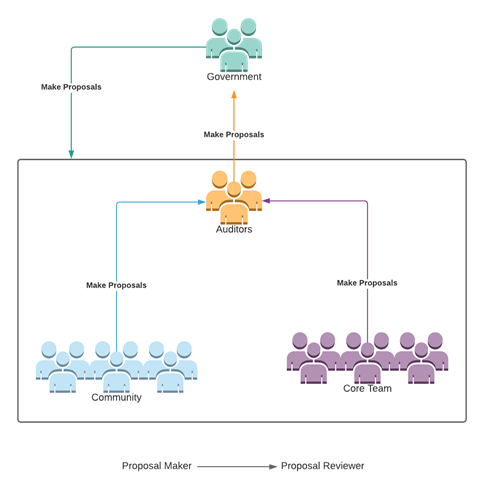 Government
Make Proposals
Make Proposals
Auditors
Make Proposals
Make Proposals
Community
Core Team
Proposal Maker
Proposal Reviewer